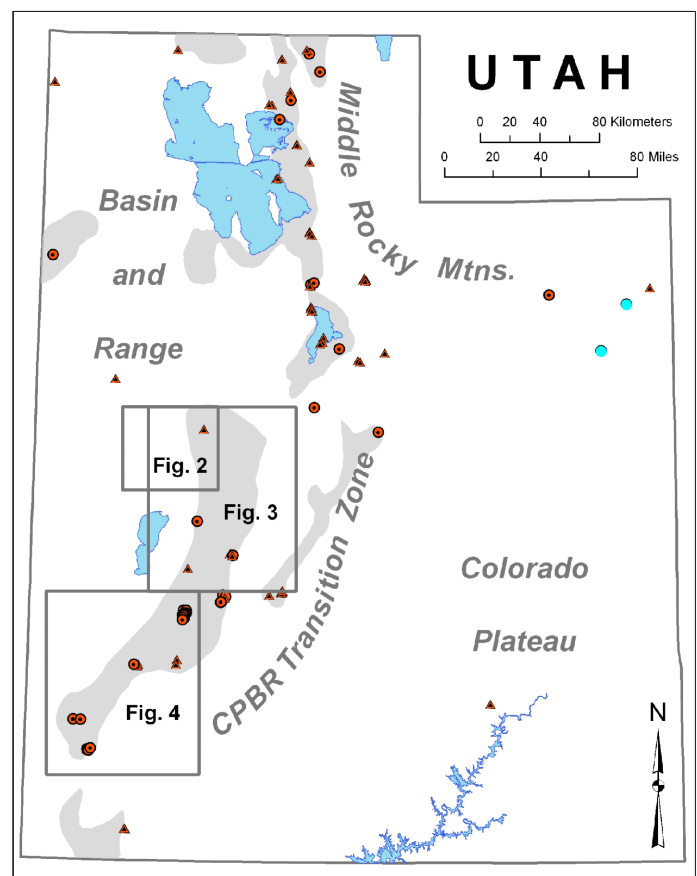 UTAH
0 20 40 80 Kilometers
0 20 40 80 Miles
Middle
Rocky
Mtns.
Basin
and
Range
Fig. 2
Fig. 3
CPBR Transition Zone
Colorado
Plateau
Fig. 4
N